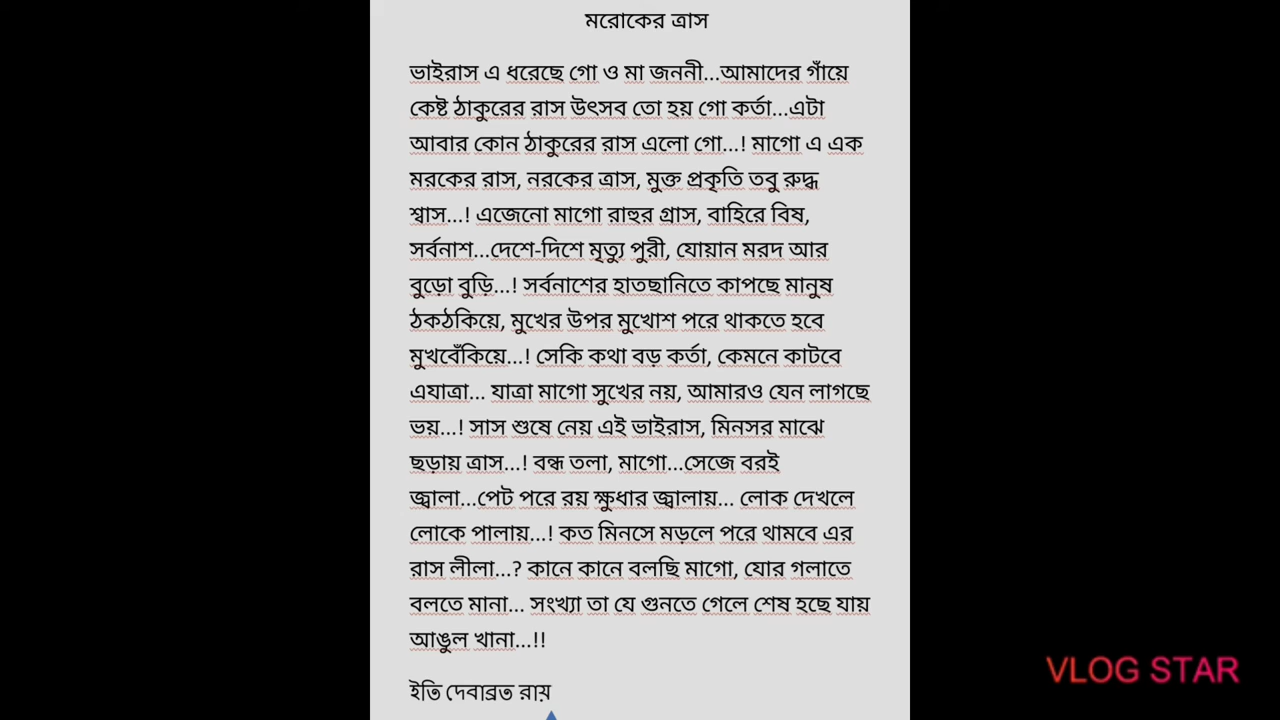 মরোকের ত্রাস
ভাইরাস এ ধরেছে গো ও মা জননী...আমাদের গাঁয়ে
কেষ্ট ঠাকুরের রাস উৎসব তো হয় গো কর্তা...এটা
আবার কোন ঠাকুরের রাস এলো গো...! মাগো এ এক
মরকের রাস, নরকের ত্রাস, মুক্ত প্রকৃতি তবু রুদ্ধ
শ্বাস...! এজেনো মাগো রাহুর গ্রাস, বাহিরে বিষ,
সর্বনাশ...দেশে-দিশে মৃত্যু পুরী, যোয়ান মরদ আর
বুড়ো বুড়ি...! সর্বনাশের হাতছানিতে কাপছে মানুষ
ঠকঠকিয়ে, মুখের উপর মুখোশ পরে থাকতে হবে
মুখবেঁকিয়ে...! সেকি কথা বড় কর্তা, কেমনে কাটবে
এযাত্রা... যাত্রা মাগো সুখের নয়, আমারও যেন লাগছে
ভয়...! সাস শুষে নেয় এই ভাইরাস, মিনসর মাঝে
ছড়ায় ত্রাস...! বন্ধ তলা, মাগো...সেজে বরই
জ্বালা...পেট পরে রয় ক্ষুধার জ্বালায়... লোক দেখলে
লোকে পালায়...! কত মিনসে মড়লে পরে থামবে এর
রাস লীলা...? কানে কানে বলছি মাগো, যোর গলাতে
বলতে মানা... সংখ্যা তা যে গুনতে গেলে শেষ হছে যায়
আঙুল খানা...!!
ইতি দেবাব্রত রায়
VLOG STAR